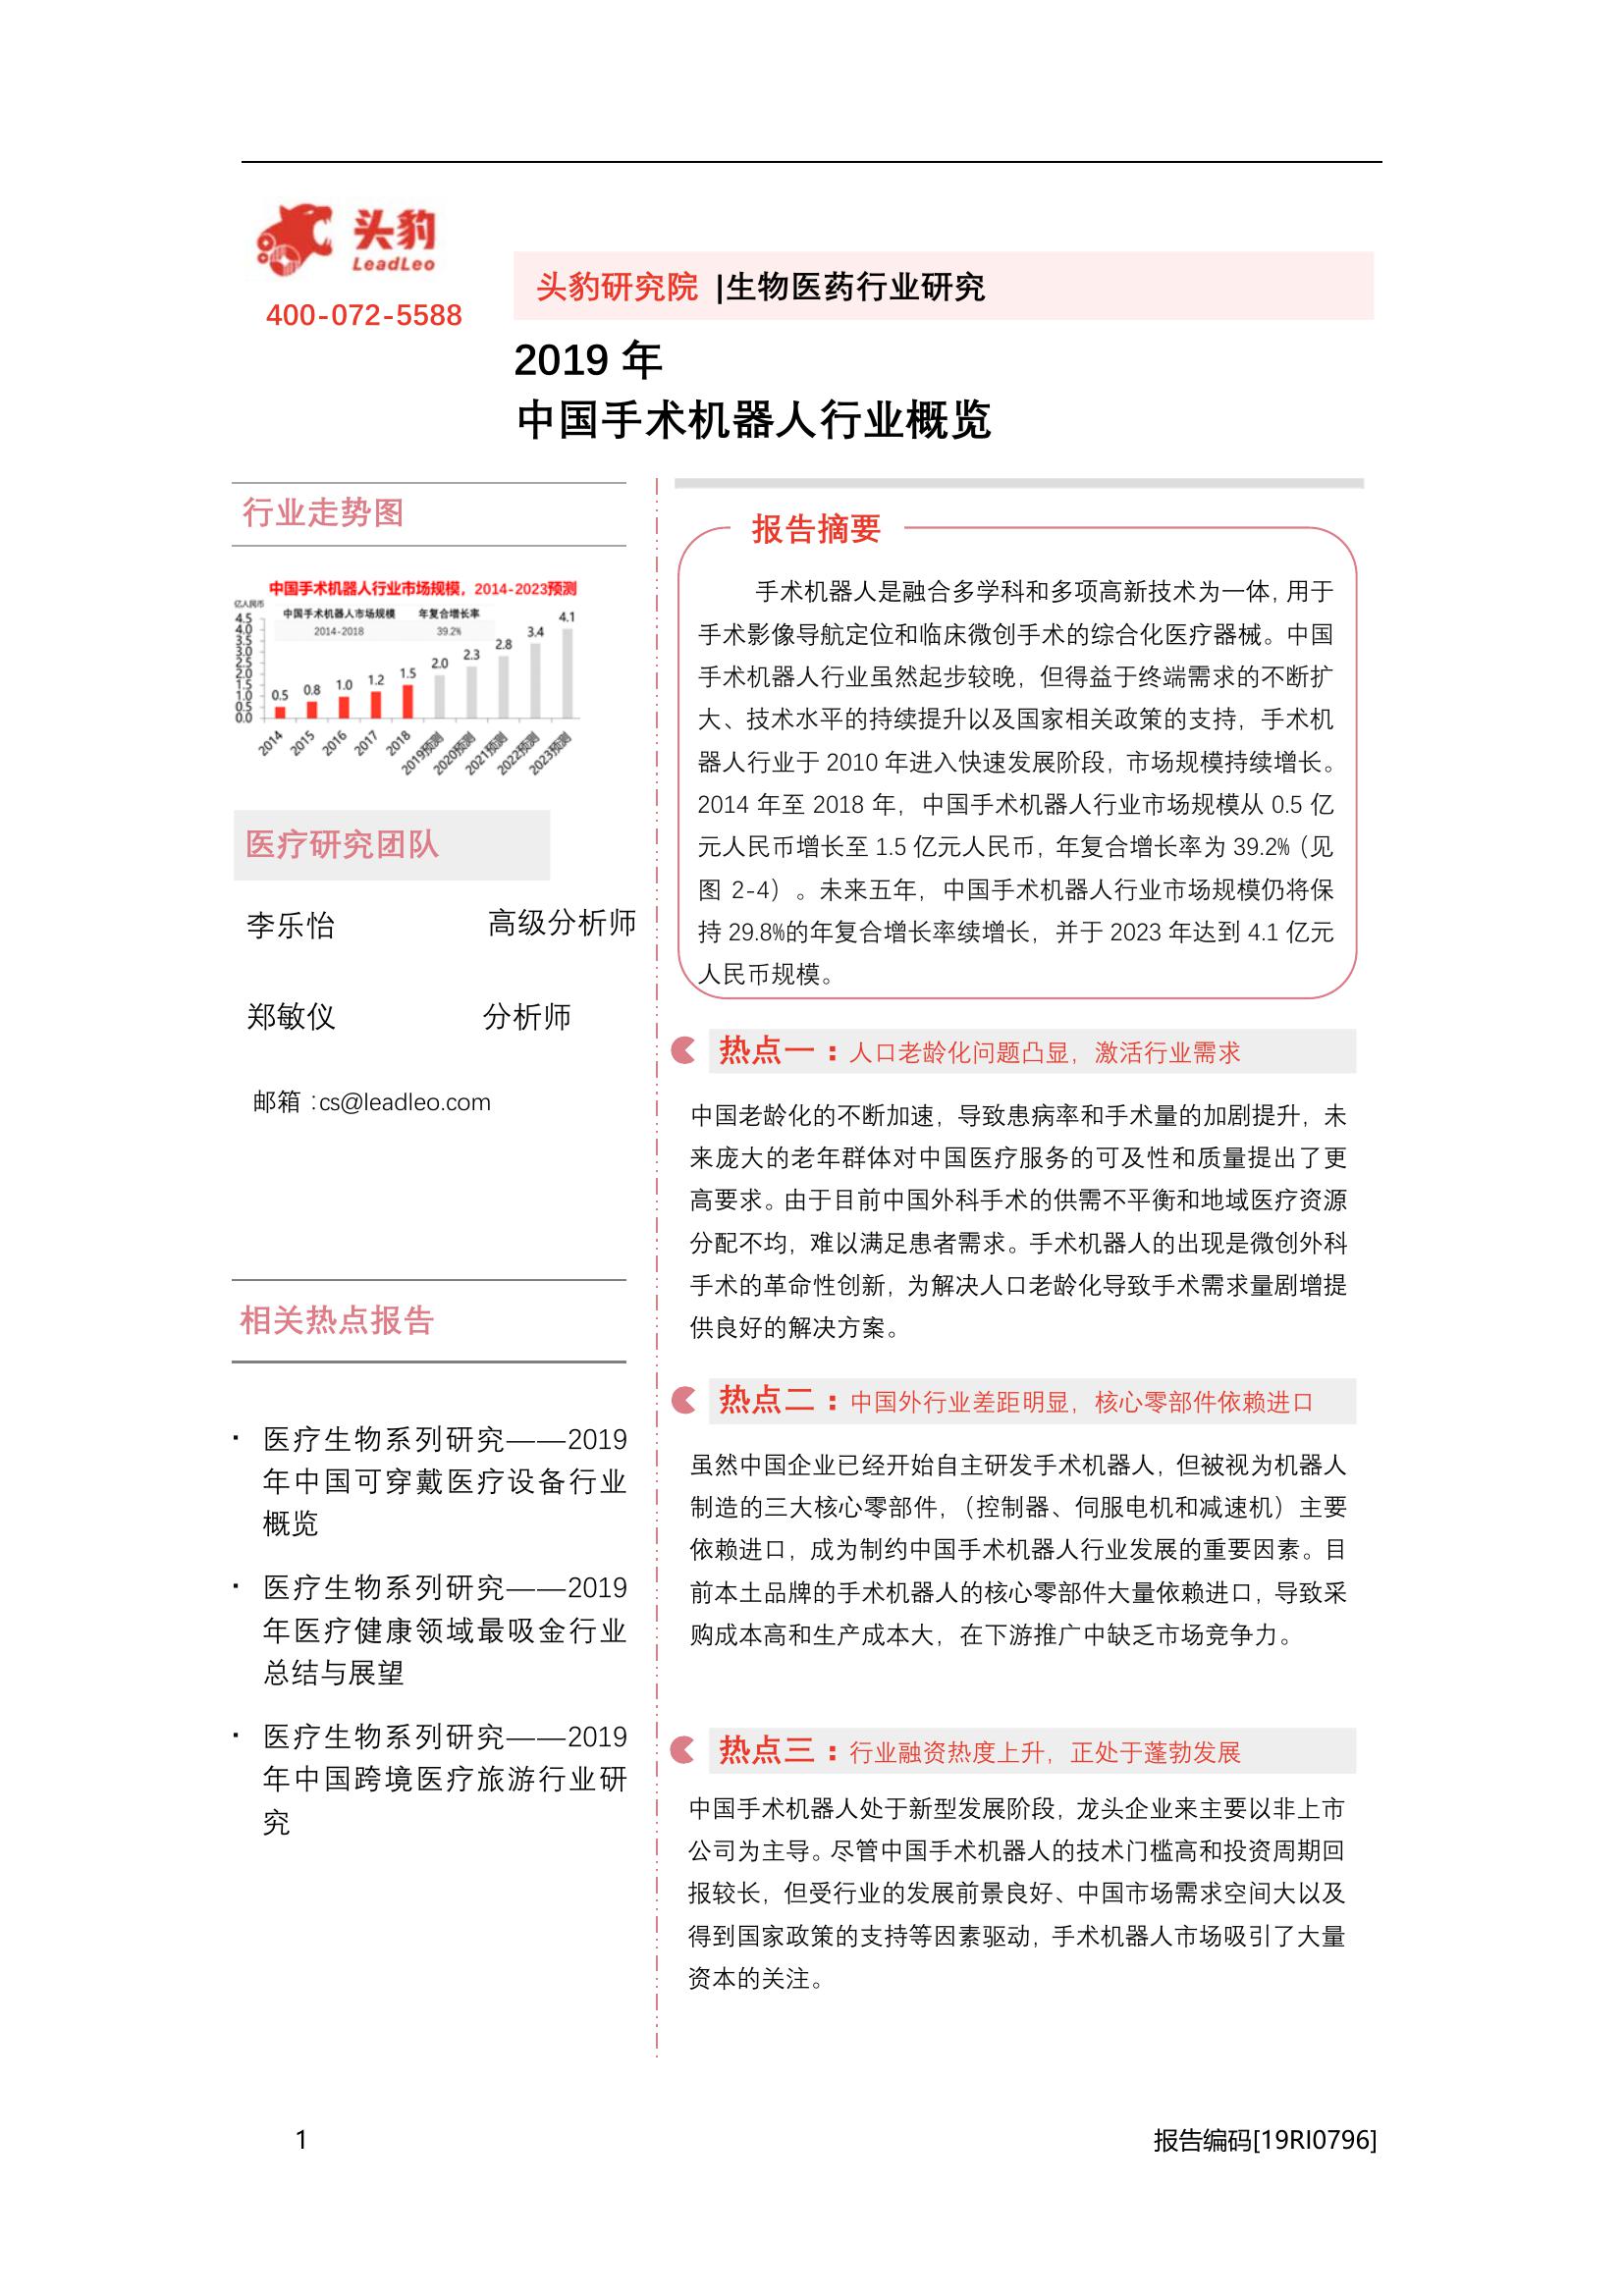 头豹
LeadLeo
400-072-5588
头豹研究院 |生物医药行业研究
2019 年
中国手术机器人行业概览
行业走势图
中国手术机器人行业市场规模，2014-2023预测
亿人民币
中国手术机器人市场规模 年复合增长率
2014-2018 39.2%
4.5
4.0
3.5
3.0
2.5
2.0
1.5
1.0
0.5
0.0
0.5 0.8 1.0 1.2 1.5 2.0 2.3 2.8 3.4 4.1
2014 2015 2016 2017 2018 2019预测 2020预测 2021预测 2022预测 2023预测
医疗研究团队
李乐怡 高级分析师
郑敏仪 分析师
邮箱：cs@leadleo.com
相关热点报告
· 医疗生物系列研究——2019
年中国可穿戴医疗设备行业
概览
· 医疗生物系列研究——2019
年医疗健康领域最吸金行业
总结与展望
· 医疗生物系列研究——2019
年中国跨境医疗旅游行业研
究
报告摘要
手术机器人是融合多学科和多项高新技术为一体，用于
手术影像导航定位和临床微创手术的综合化医疗器械。中国
手术机器人行业虽然起步较晚，但得益于终端需求的不断扩
大、技术水平的持续提升以及国家相关政策的支持，手术机
器人行业于 2010 年进入快速发展阶段，市场规模持续增长。
2014 年至 2018 年，中国手术机器人行业市场规模从 0.5 亿
元人民币增长至 1.5 亿元人民币，年复合增长率为 39.2%（见
图 2-4）。未来五年，中国手术机器人行业市场规模仍将保
持 29.8%的年复合增长率续增长，并于 2023 年达到 4.1 亿元
人民币规模。
热点一：人口老龄化问题凸显，激活行业需求
中国老龄化的不断加速，导致患病率和手术量的加剧提升，未
来庞大的老年群体对中国医疗服务的可及性和质量提出了更
高要求。由于目前中国外科手术的供需不平衡和地域医疗资源
分配不均，难以满足患者需求。手术机器人的出现是微创外科
手术的革命性创新，为解决人口老龄化导致手术需求量剧增提
供良好的解决方案。
热点二：中国外行业差距明显，核心零部件依赖进口
虽然中国企业已经开始自主研发手术机器人，但被视为机器人
制造的三大核心零部件，（控制器、伺服电机和减速机）主要
依赖进口，成为制约中国手术机器人行业发展的重要因素。目
前本土品牌的手术机器人的核心零部件大量依赖进口，导致采
购成本高和生产成本大，在下游推广中缺乏市场竞争力。
热点三：行业融资热度上升，正处于蓬勃发展
中国手术机器人处于新型发展阶段，龙头企业来主要以非上市
公司为主导。尽管中国手术机器人的技术门槛高和投资周期回
报较长，但受行业的发展前景良好、中国市场需求空间大以及
得到国家政策的支持等因素驱动，手术机器人市场吸引了大量
资本的关注。
1 报告编码[19RI0796]